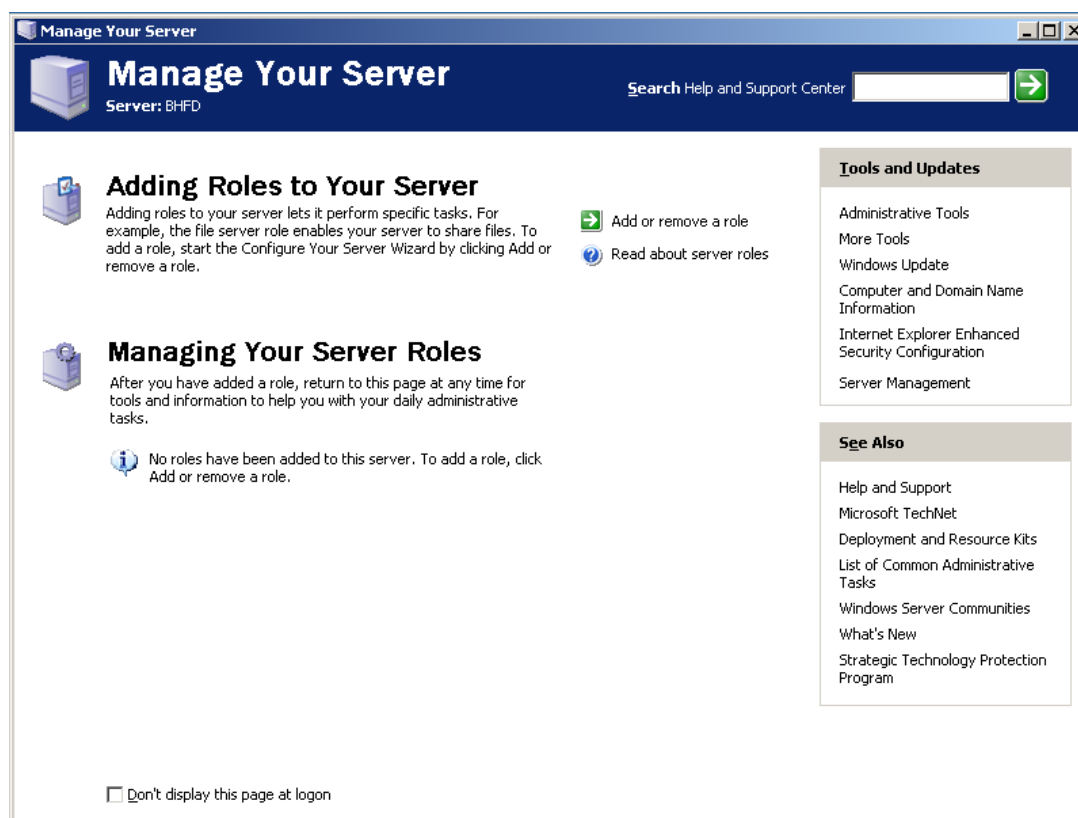 Manage Your Server
Manage Your Server
Server: BHFD
Search Help and Support Center
Adding Roles to Your Server
Adding roles to your server lets it perform specific tasks. For
example, the file server role enables your server to share files. To
add a role, start the Configure Your Server Wizard by clicking Add or
remove a role.
Add or remove a role
Read about server roles
Managing Your Server Roles
After you have added a role, return to this page at any time for
tools and information to help you with your daily administrative
tasks.
No roles have been added to this server. To add a role, click
Add or remove a role.
Tools and Updates
Administrative Tools
More Tools
Windows Update
Computer and Domain Name
Information
Internet Explorer Enhanced
Security Configuration
Server Management
See Also
Help and Support
Microsoft TechNet
Deployment and Resource Kits
List of Common Administrative
Tasks
Windows Server Communities
What's New
Strategic Technology Protection
Program
Don't display this page at logon